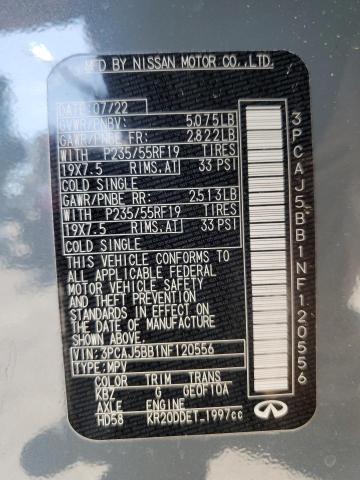 MFD BY NISSAN MOTOR CO.,LTD.
DATE:07/22
GVWR/PNBV: 5075LB
GAWR/PNBE FR: 2822LB
WITH P235/55RF19 TIRES
19X7.5 RIMS,AT 33 PSI
COLD SINGLE
GAWR/PNBE RR: 2513LB
WITH P235/55RF19 TIRES
19X7.5 RIMS,AT 33 PSI
COLD SINGLE
THIS VEHICLE CONFORMS TO
ALL APPLICABLE FEDERAL
MOTOR VEHICLE SAFETY
AND THEFT PREVENTION
STANDARDS IN EFFECT ON
THE DATE OF MANUFACTURE
SHOWN ABOVE.
VIN: 3PCAJ5BB1NF120556
TYPE: MPV
COLOR TRIM TRANS
KBZ G GE0F10A
AXLE ENGINE
HD58 KR20DDET 1997cc
INFINITI
3PCAJ5BB1NF120556